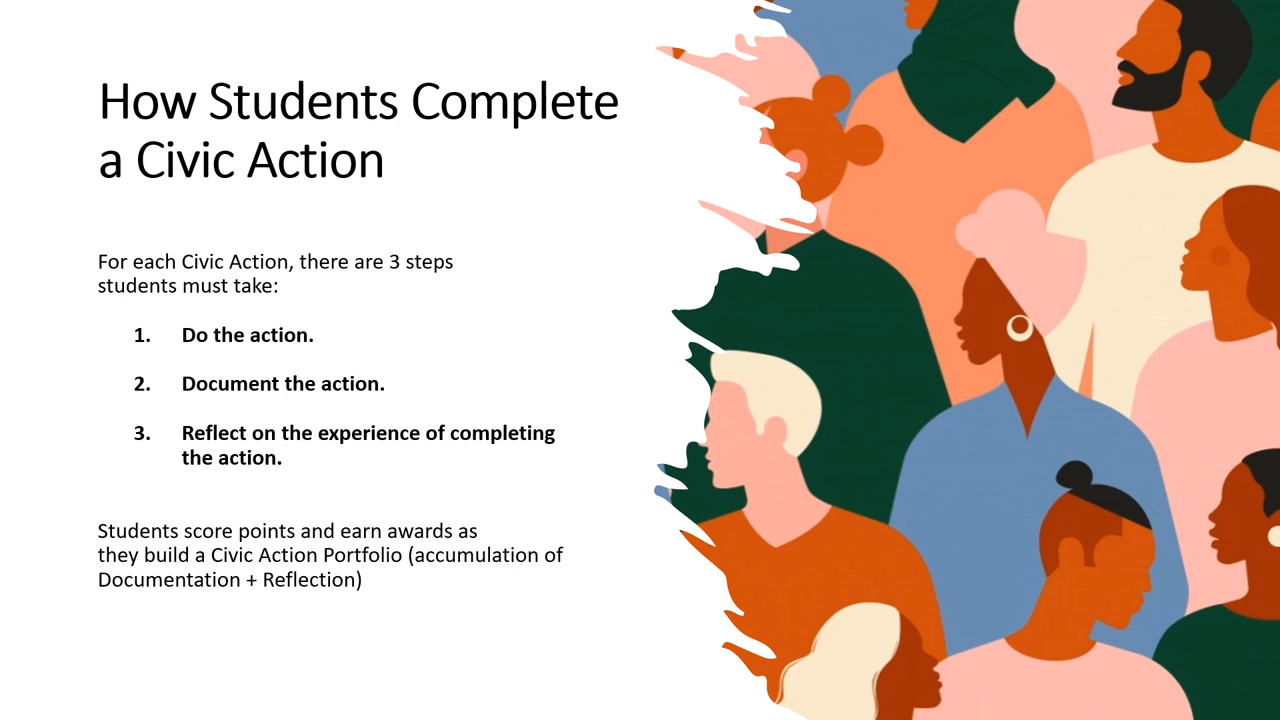 How Students Complete
a Civic Action
For each Civic Action, there are 3 steps
students must take:
1. Do the action.
2. Document the action.
3. Reflect on the experience of completing
the action.
Students score points and earn awards as
they build a Civic Action Portfolio (accumulation of
Documentation + Reflection)